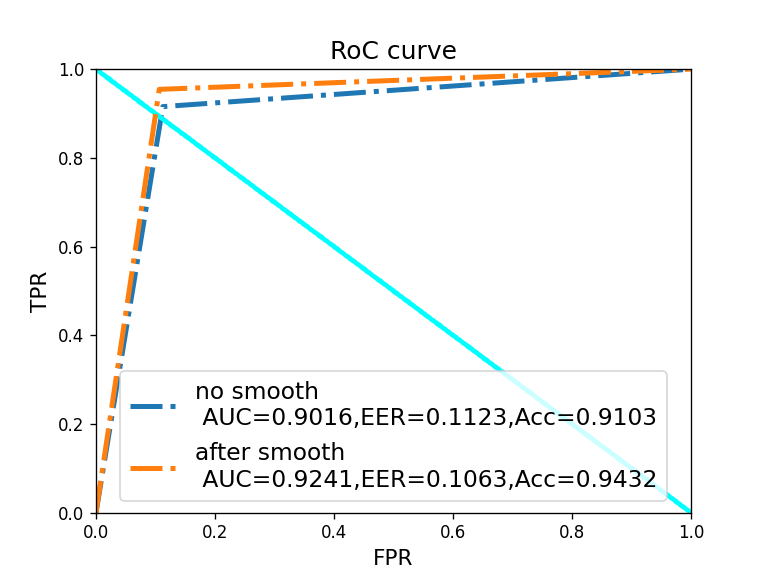 RoC curve
1.0
0.8
0.6
0.4
0.2
0.0
TPR
no smooth
AUC=0.9016,EER=0.1123,Acc=0.9103
after smooth
AUC=0.9241,EER=0.1063,Acc=0.9432
0.0 0.2 0.4 0.6 0.8 1.0
FPR